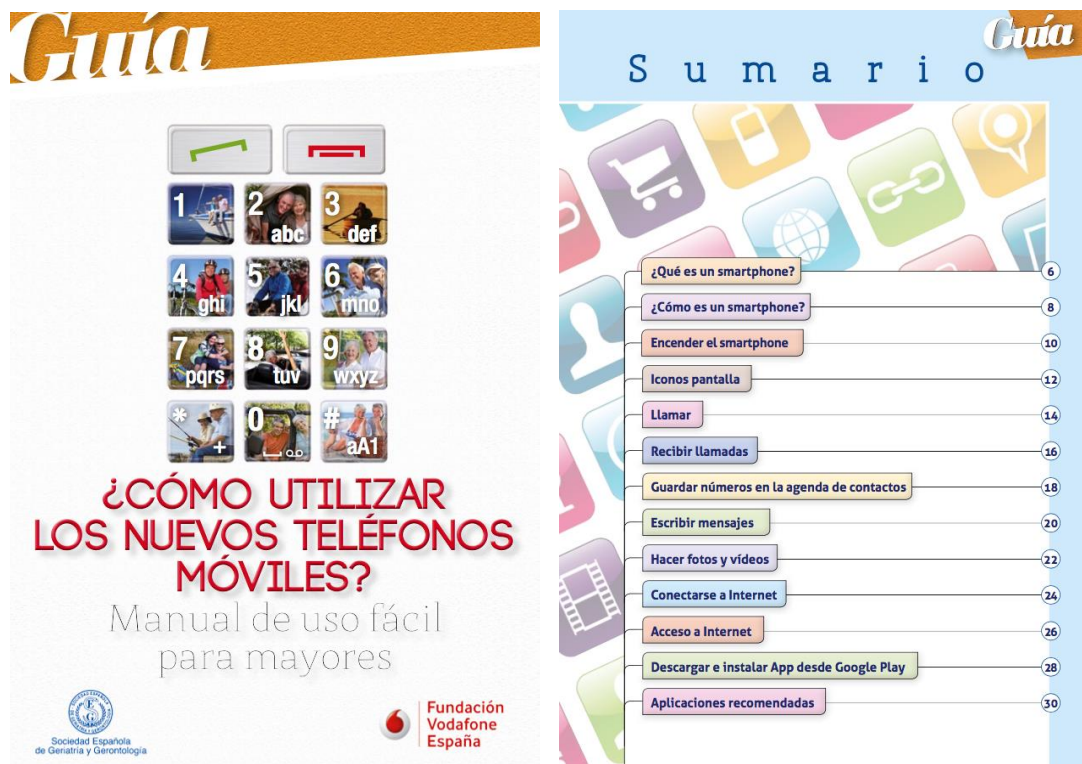 Guía
1
2
abc
3
def
4
ghi
5
jkl
6
mno
7
pqrs
8
tuv
9
wxyz
*
+
0
#
aA1
¿CÓMO UTILIZAR
LOS NUEVOS TELÉFONOS
MÓVILES?
Manual de uso fácil
para mayores
Sociedad Española
de Geriatría y Gerontología
Fundación
Vodafone
España
Guía
Sumario
¿Qué es un smartphone? 6
¿Cómo es un smartphone? 8
Encender el smartphone 10
Iconos pantalla 12
Llamar 14
Recibir llamadas 16
Guardar números en la agenda de contactos 18
Escribir mensajes 20
Hacer fotos y vídeos 22
Conectarse a Internet 24
Acceso a Internet 26
Descargar e instalar App desde Google Play 28
Aplicaciones recomendadas 30